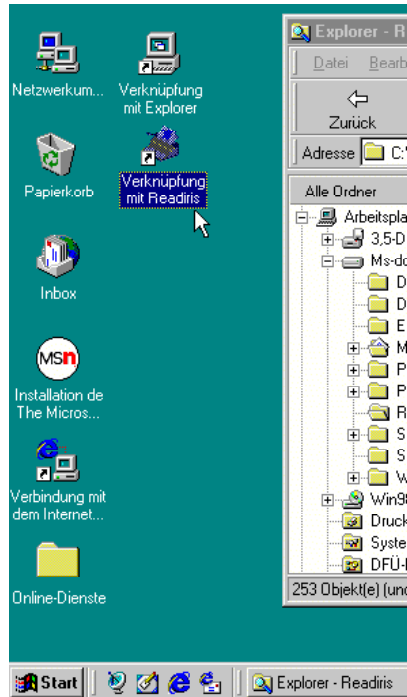 Netzwerkum...
Verknüpfung
mit Explorer
Papierkorb
Verknüpfung
mit Readiris
Inbox
msn
Installation de
The Micros...
Verbindung mit
dem Internet...
Online-Dienste
Explorer - R
Datei Bearb
Zurück
Adresse C:\
Alle Ordner
Arbeitspla
3,5-D
Ms-do
D
D
E
M
P
P
R
S
S
W
Win98
Druck
Syste
DFÜ-
253 Objekt(e) (und
Start
Explorer - Readiris